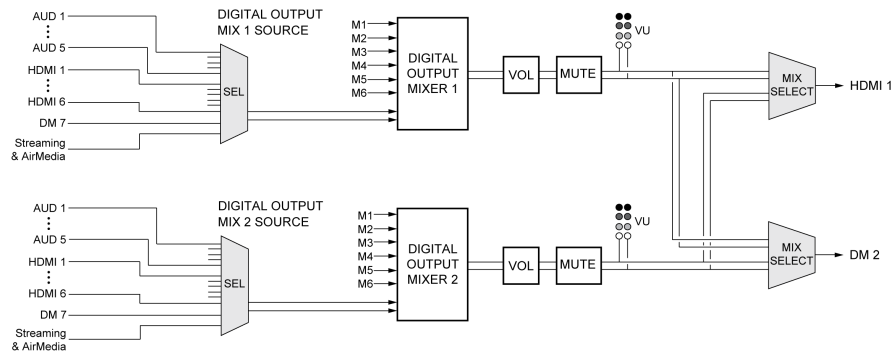 DIGITAL OUTPUT
MIX 1 SOURCE
AUD 1
AUD 5
HDMI 1
HDMI 6
DM 7
Streaming
& AirMedia
SEL
M1
M2
M3
M4
M5
M6
DIGITAL
OUTPUT
MIXER 1
VOL
MUTE
VU
MIX
SELECT
HDMI 1
DIGITAL OUTPUT
MIX 2 SOURCE
AUD 1
AUD 5
HDMI 1
HDMI 6
DM 7
Streaming
& AirMedia
SEL
M1
M2
M3
M4
M5
M6
DIGITAL
OUTPUT
MIXER 2
VOL
MUTE
VU
MIX
SELECT
DM 2